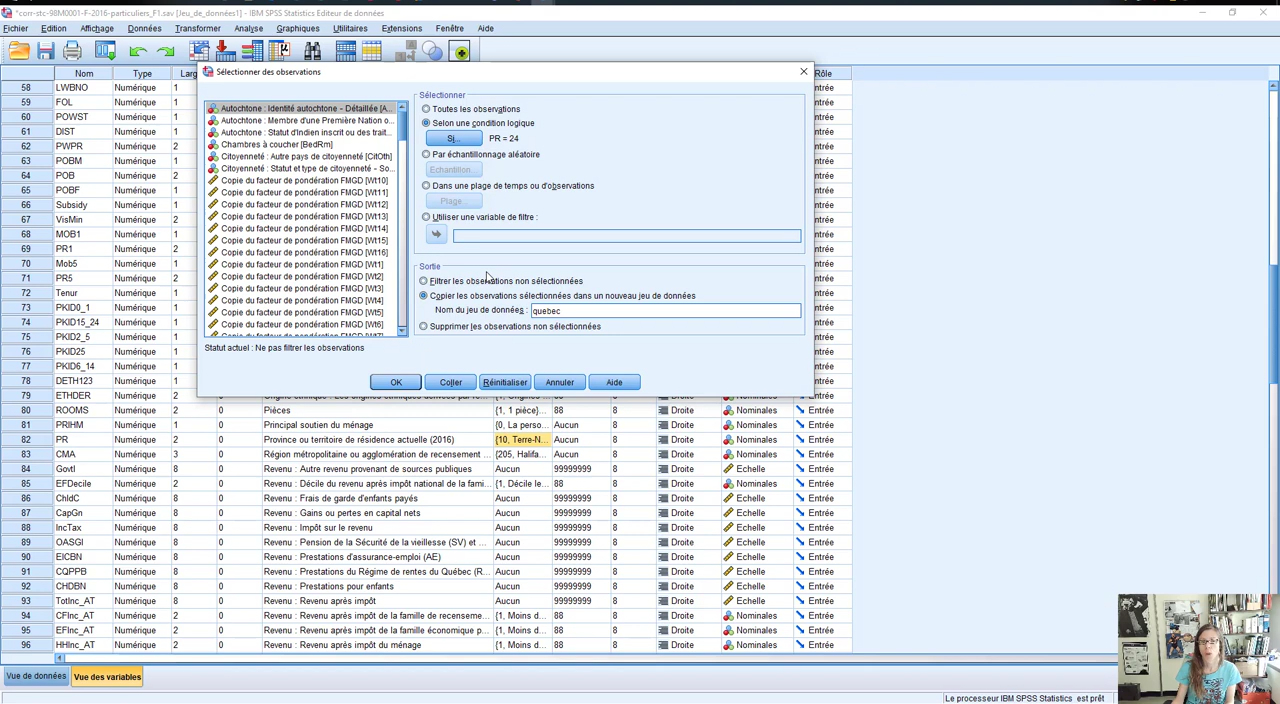 *corr-stc-98M0001-F-2016-particuliers_F1.sav [Jeu_de_données1] - IBM SPSS Statistics Editeur de données
Fichier Edition Affichage Données Transformer Analyse Graphiques Utilitaires Extensions Fenêtre Aide
Nom Type Larg Rôle
58 LWBNO Numérique 1 Entrée
59 FOL Numérique 1 Entrée
60 POWST Numérique 1 Entrée
61 DIST Numérique 1 Entrée
62 PWPR Numérique 2 Entrée
63 POBM Numérique 1 Entrée
64 POB Numérique 2 Entrée
65 POBF Numérique 1 Entrée
66 Subsidy Numérique 1 Entrée
67 VisMin Numérique 2 Entrée
68 MOB1 Numérique 1 Entrée
69 PR1 Numérique 2 Entrée
70 Mob5 Numérique 1 Entrée
71 PR5 Numérique 2 Entrée
72 Tenur Numérique 1 Entrée
73 PKID0_1 Numérique 1 Entrée
74 PKID15_24 Numérique 1 Entrée
75 PKID2_5 Numérique 1 Entrée
76 PKID25 Numérique 1 Entrée
77 PKID6_14 Numérique 1 Entrée
78 DETH123 Numérique 1 Entrée
Sélectionner des observations
Autochtone : Identité autochtone - Détaillée [A...
Autochtone : Membre d'une Première Nation o...
Autochtone : Statut d'Indien inscrit ou des trait...
Chambres à coucher [BedRm]
Citoyenneté : Autre pays de citoyenneté [CitOth]
Citoyenneté : Statut et type de citoyenneté - So...
Copie du facteur de pondération FMGD [Wt10]
Copie du facteur de pondération FMGD [Wt11]
Copie du facteur de pondération FMGD [Wt12]
Copie du facteur de pondération FMGD [Wt13]
Copie du facteur de pondération FMGD [Wt14]
Copie du facteur de pondération FMGD [Wt15]
Copie du facteur de pondération FMGD [Wt16]
Copie du facteur de pondération FMGD [Wt1]
Copie du facteur de pondération FMGD [Wt2]
Copie du facteur de pondération FMGD [Wt3]
Copie du facteur de pondération FMGD [Wt4]
Copie du facteur de pondération FMGD [Wt5]
Copie du facteur de pondération FMGD [Wt6]
Statut actuel : Ne pas filtrer les observations
Sélectionner
Toutes les observations
Selon une condition logique
Si... PR = 24
Par échantillonnage aléatoire
Echantillon...
Dans une plage de temps ou d'observations
Plage...
Utiliser une variable de filtre :
Sortie
Filtrer les observations non sélectionnées
Copier les observations sélectionnées dans un nouveau jeu de données
Nom du jeu de données : quebec
Supprimer les observations non sélectionnées
OK Coller Réinitialiser Annuler Aide
79 ETHDER Numérique 2 0 Nominales Entrée
80 ROOMS Numérique 2 0 Pièces {1, 1 pièce}... 88 8 Droite Nominales Entrée
81 PRIHM Numérique 1 0 Principal soutien du ménage {0, La perso... Aucun 8 Droite Nominales Entrée
82 PR Numérique 2 0 Province ou territoire de résidence actuelle (2016) {10, Terre-N... Aucun 8 Droite Nominales Entrée
83 CMA Numérique 3 0 Région métropolitaine ou agglomération de recensement ... {205, Halifa... Aucun 8 Droite Nominales Entrée
84 GovtI Numérique 8 0 Revenu : Autre revenu provenant de sources publiques Aucun 99999999 8 Droite Echelle Entrée
85 EFDecile Numérique 2 0 Revenu : Décile du revenu après impôt national de la fami... {1, Décile le... 88 8 Droite Nominales Entrée
86 ChldC Numérique 8 0 Revenu : Frais de garde d'enfants payés Aucun 99999999 8 Droite Echelle Entrée
87 CapGn Numérique 8 0 Revenu : Gains ou pertes en capital nets Aucun 99999999 8 Droite Echelle Entrée
88 IncTax Numérique 8 0 Revenu : Impôt sur le revenu Aucun 99999999 8 Droite Echelle Entrée
89 OASGI Numérique 8 0 Revenu : Pension de la Sécurité de la vieillesse (SV) et ... Aucun 99999999 8 Droite Echelle Entrée
90 EICBN Numérique 8 0 Revenu : Prestations d'assurance-emploi (AE) Aucun 99999999 8 Droite Echelle Entrée
91 CQPPB Numérique 8 0 Revenu : Prestations du Régime de rentes du Québec (R... Aucun 99999999 8 Droite Echelle Entrée
92 CHDBN Numérique 8 0 Revenu : Prestations pour enfants Aucun 99999999 8 Droite Echelle Entrée
93 TotInc_AT Numérique 8 0 Revenu : Revenu après impôt Aucun 99999999 8 Droite Echelle Entrée
94 CFInc_AT Numérique 2 0 Revenu : Revenu après impôt de la famille de recenseme... {1, Moins d... 88 8 Droite Nominales Entrée
95 EFInc_AT Numérique 2 0 Revenu : Revenu après impôt de la famille économique p... {1, Moins d... 88 8 Droite Nominales Entrée
96 HHInc_AT Numérique 2 0 Revenu : Revenu après impôt du ménage {1, Moins d... 88 8 Droite Nominales Entrée
Vue de données Vue des variables
Le processeur IBM SPSS Statistics est prêt